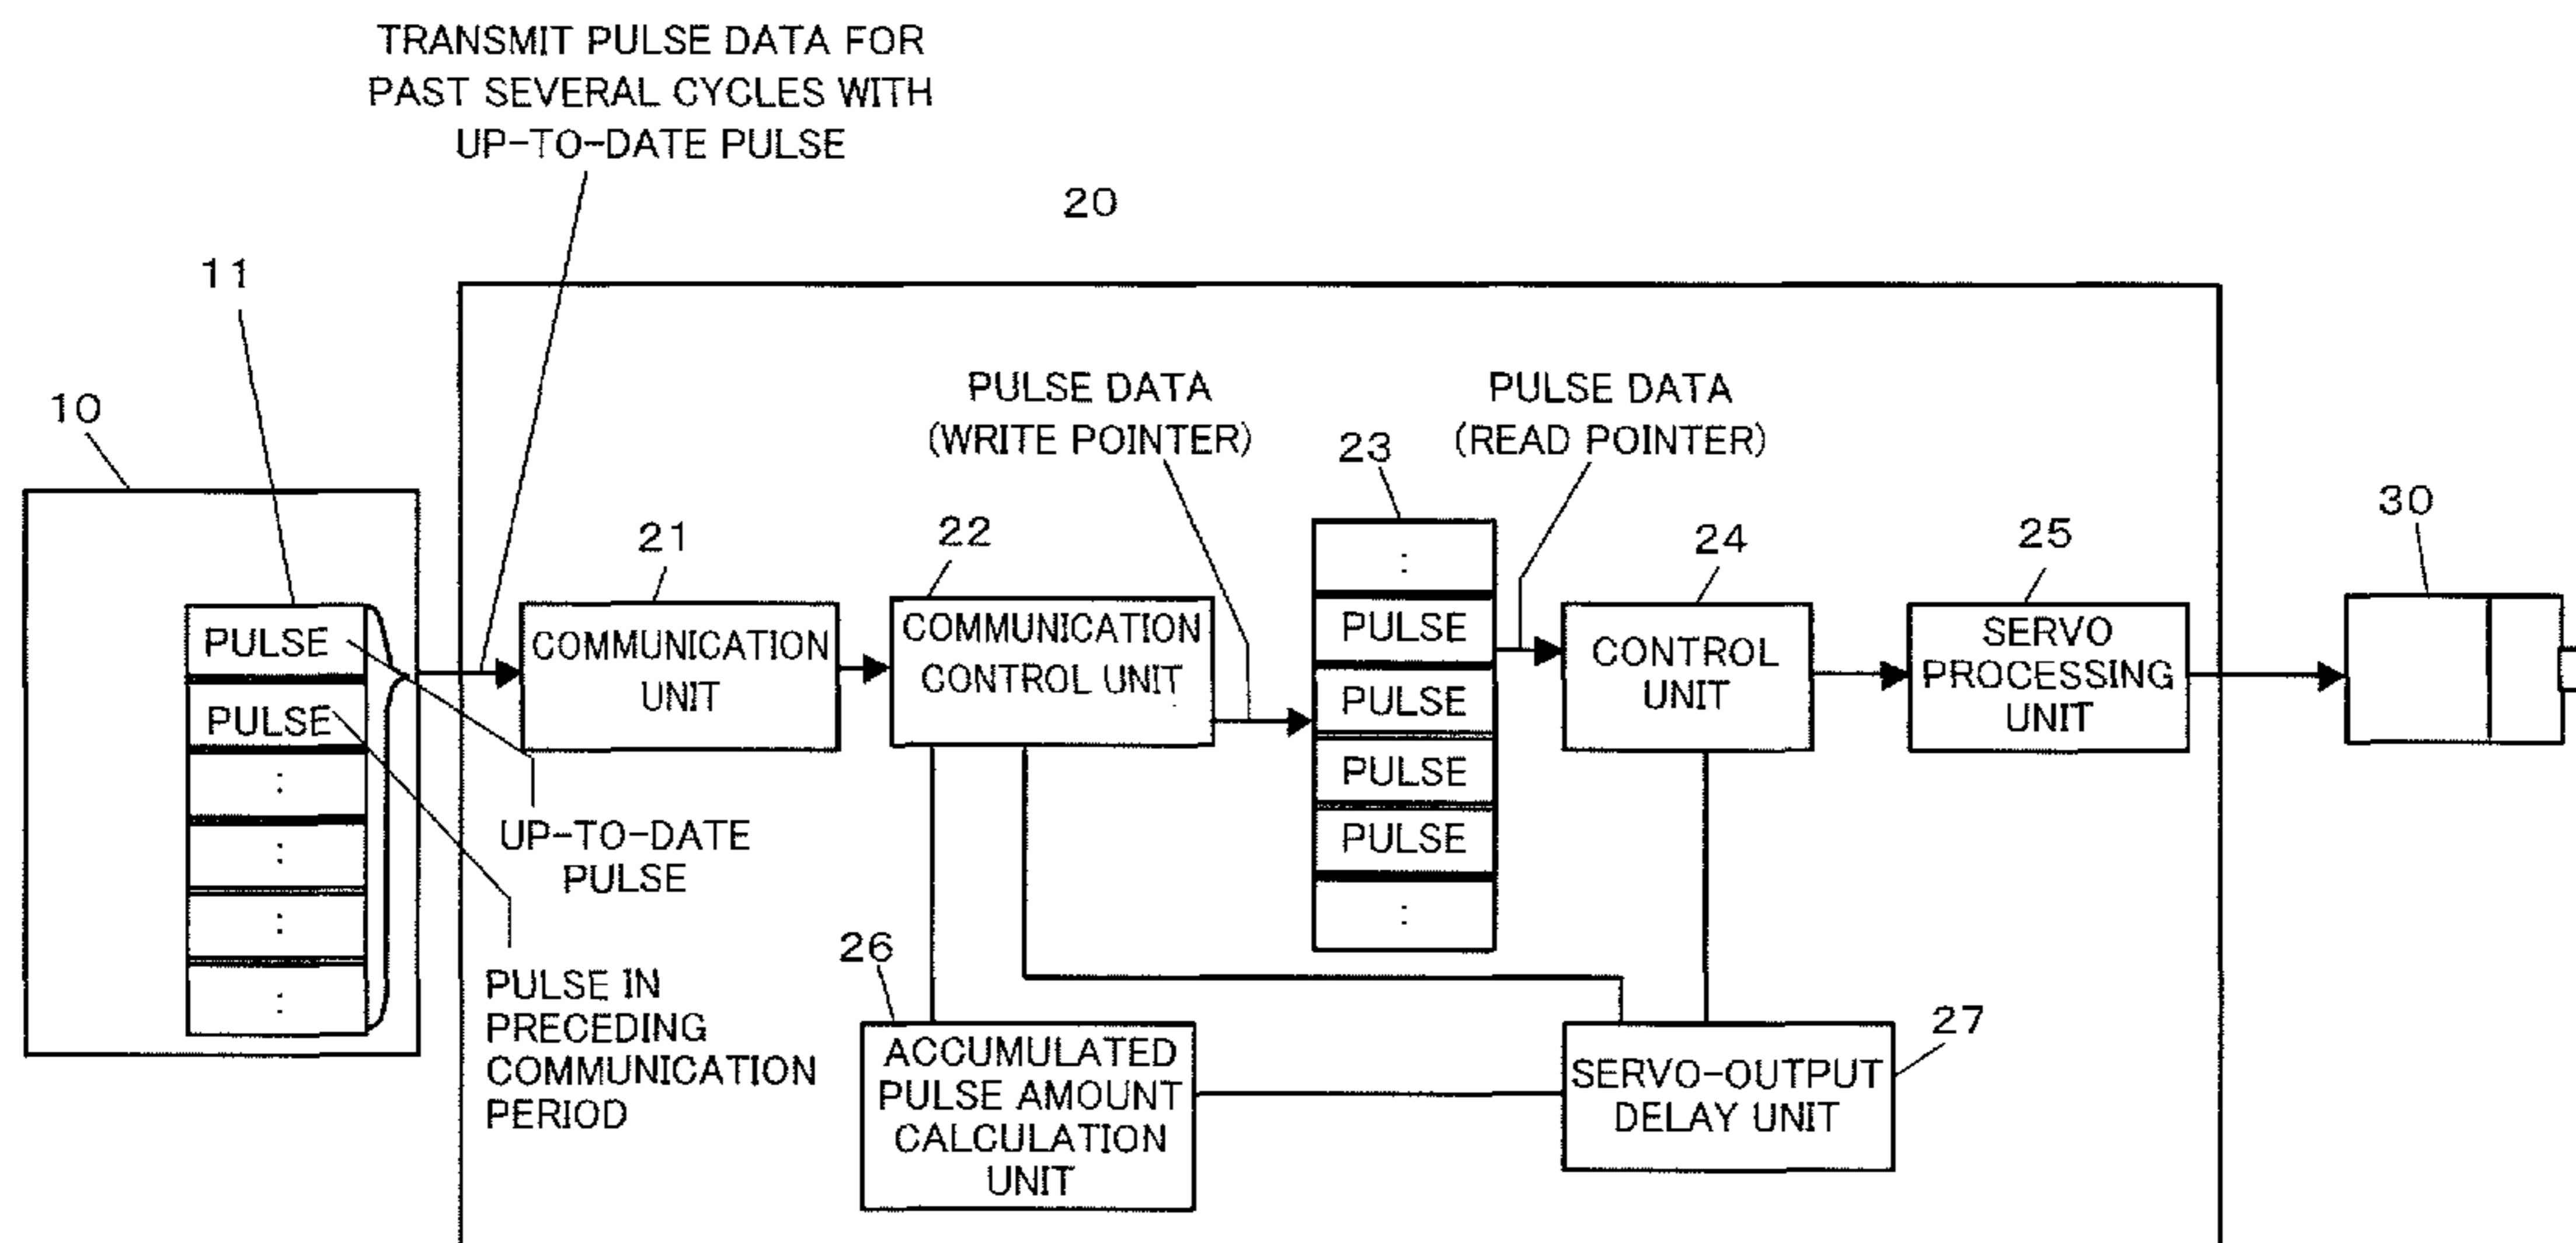 TRANSMIT PULSE DATA FOR
PAST SEVERAL CYCLES WITH
UP-TO-DATE PULSE
20
11
10
PULSE DATA
(WRITE POINTER)
PULSE DATA
(READ POINTER)
23
30
21
22
24
25
:
PULSE
PULSE
PULSE
PULSE
:
PULSE
PULSE
:
:
:
:
COMMUNICATION
UNIT
COMMUNICATION
CONTROL UNIT
CONTROL
UNIT
SERVO
PROCESSING
UNIT
UP-TO-DATE
PULSE
PULSE IN
PRECEDING
COMMUNICATION
PERIOD
26
ACCUMULATED
PULSE AMOUNT
CALCULATION
UNIT
27
SERVO-OUTPUT
DELAY UNIT